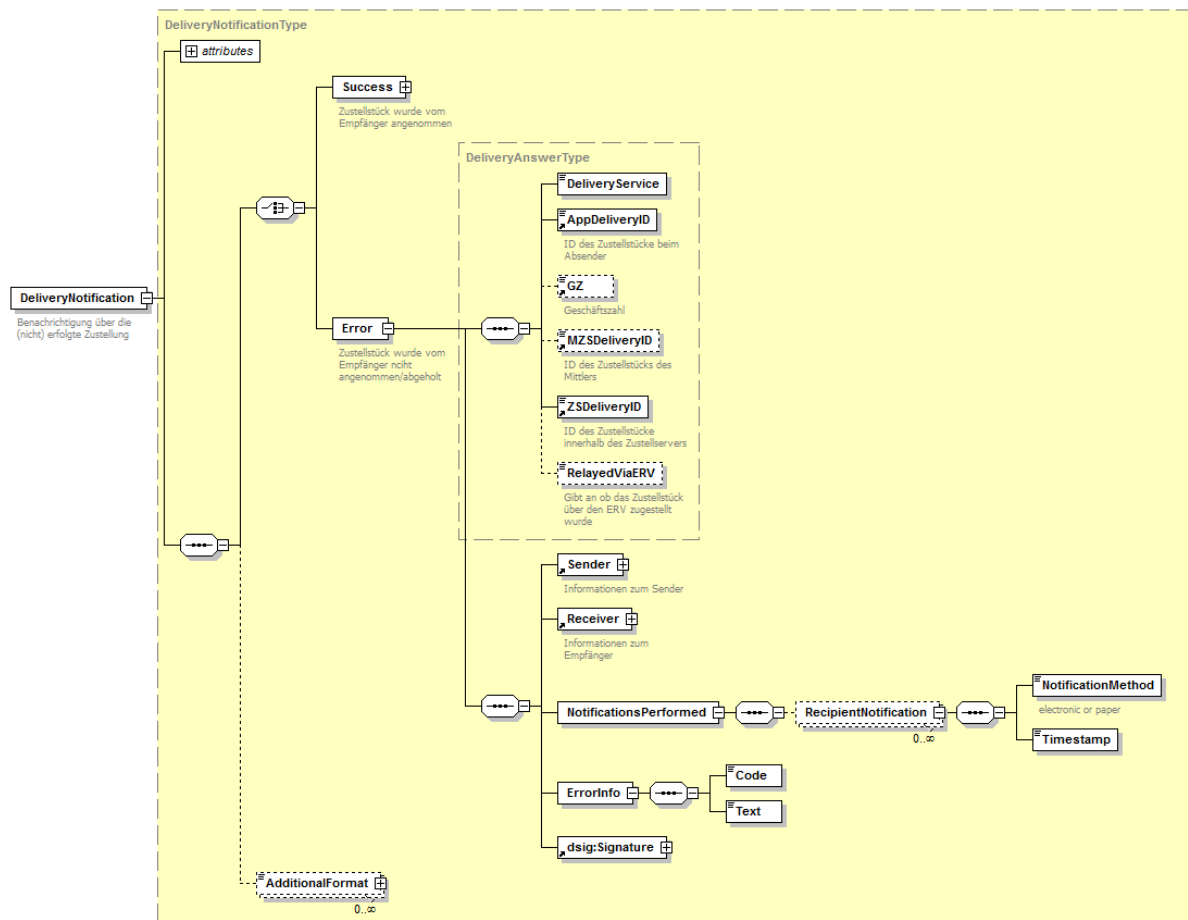 DeliveryNotificationType
attributes
Success
Zustellstück wurde vom
Empfänger angenommen
DeliveryAnswerType
DeliveryService
AppDeliveryID
ID des Zustellstücke beim
Absender
GZ
Geschäftszahl
DeliveryNotification
Benachrichtigung über die
(nicht) erfolgte Zustellung
Error
Zustellstück wurde vom
Empfänger nciht
angenommen/abgeholt
MZSDeliveryID
ID des Zustellstücks des
Mittlers
ZSDeliveryID
ID des Zustellstücke
innerhalb des Zustellservers
RelayedViaERV
Gibt an ob das Zustellstück
über den ERV zugestellt
wurde
Sender
Informationen zum Sender
Receiver
Informationen zum
Empfänger
NotificationsPerformed
RecipientNotification
0..∞
NotificationMethod
electronic or paper
Timestamp
ErrorInfo
Code
Text
dsig:Signature
AdditionalFormat
0..∞